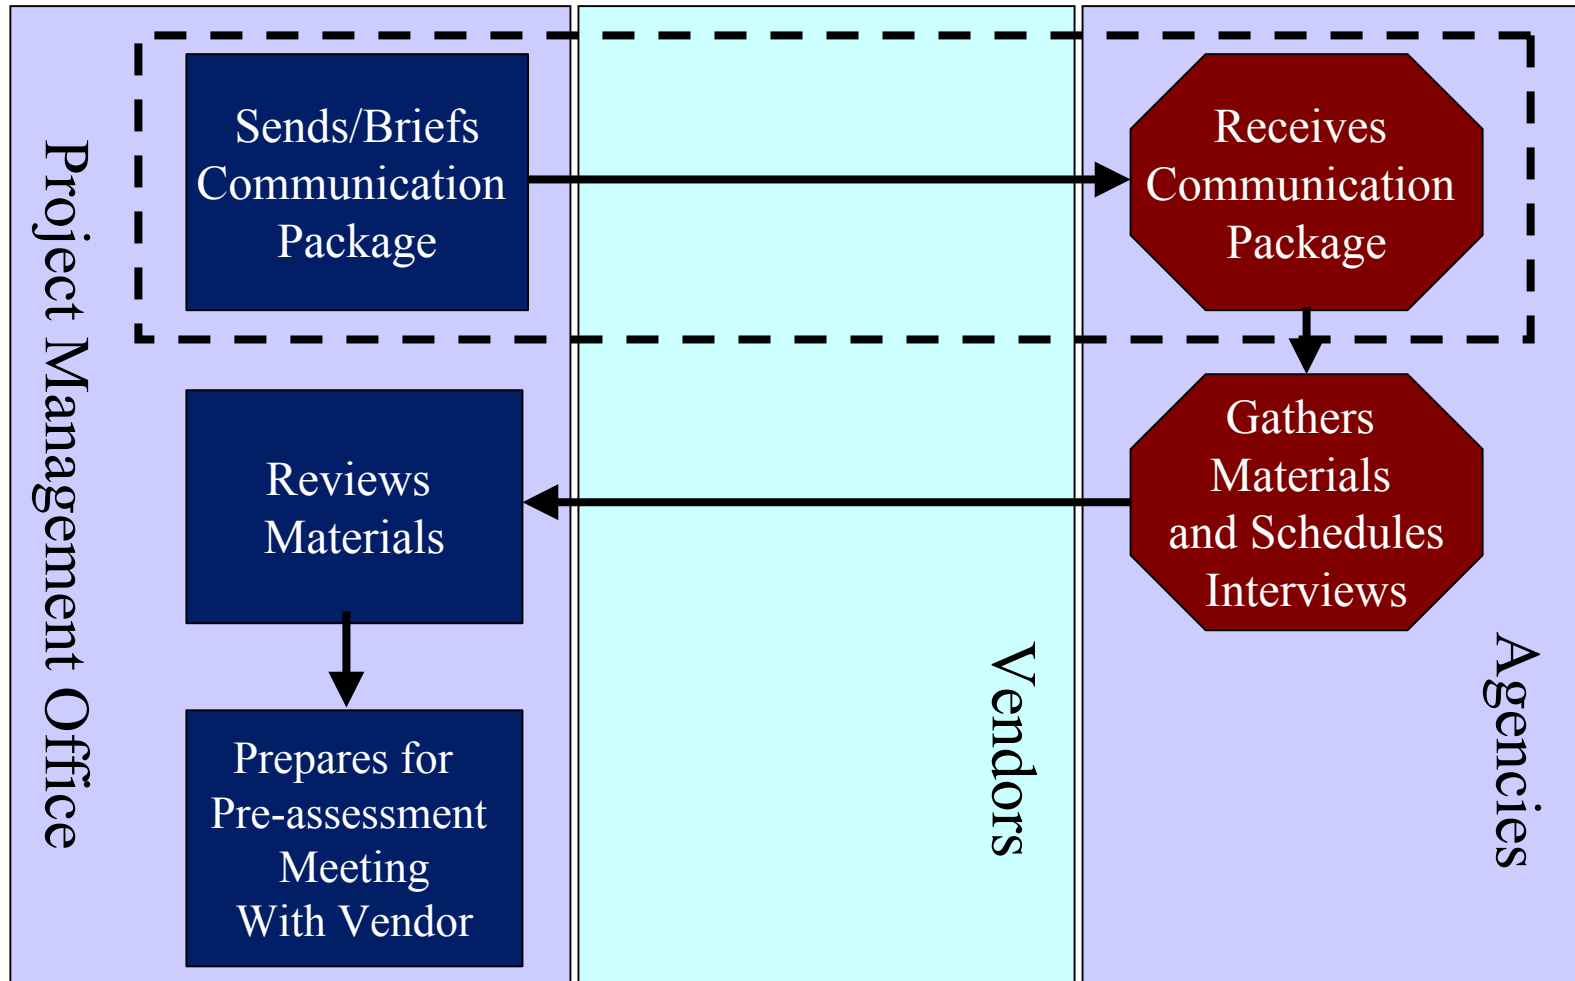 Project Management Office
Sends/Briefs
Communication
Package
Receives
Communication
Package
Gathers
Materials
and Schedules
Interviews
Reviews
Materials
Prepares for
Pre-assessment
Meeting
With Vendor
Vendors
Agencies